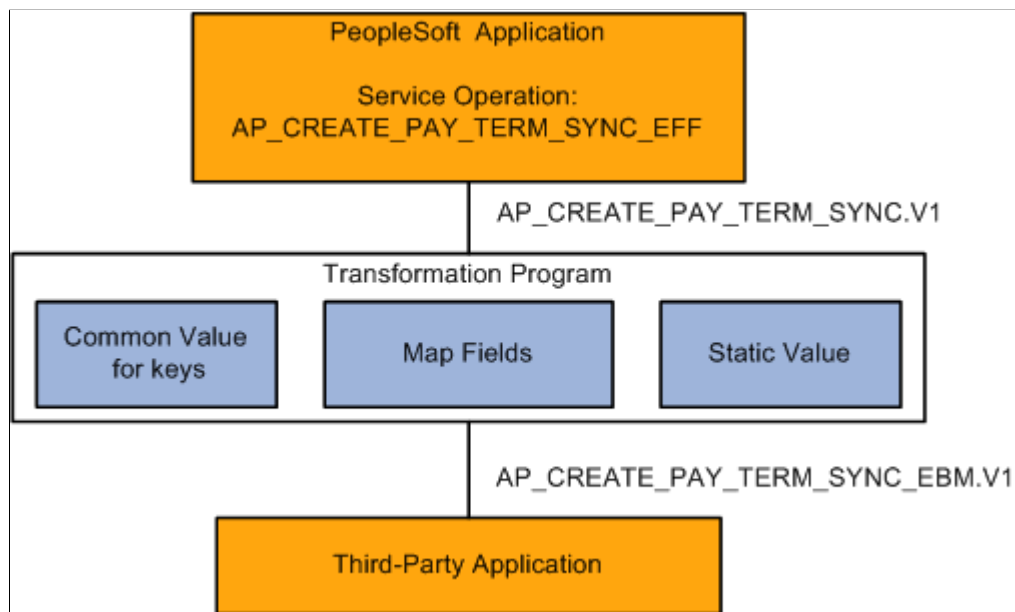 PeopleSoft Application
Service Operation:
AP_CREATE_PAY_TERM_SYNC_EFF
AP_CREATE_PAY_TERM_SYNC.V1
Transformation Program
Common Value
for keys
Map Fields
Static Value
AP_CREATE_PAY_TERM_SYNC_EBM.V1
Third-Party Application